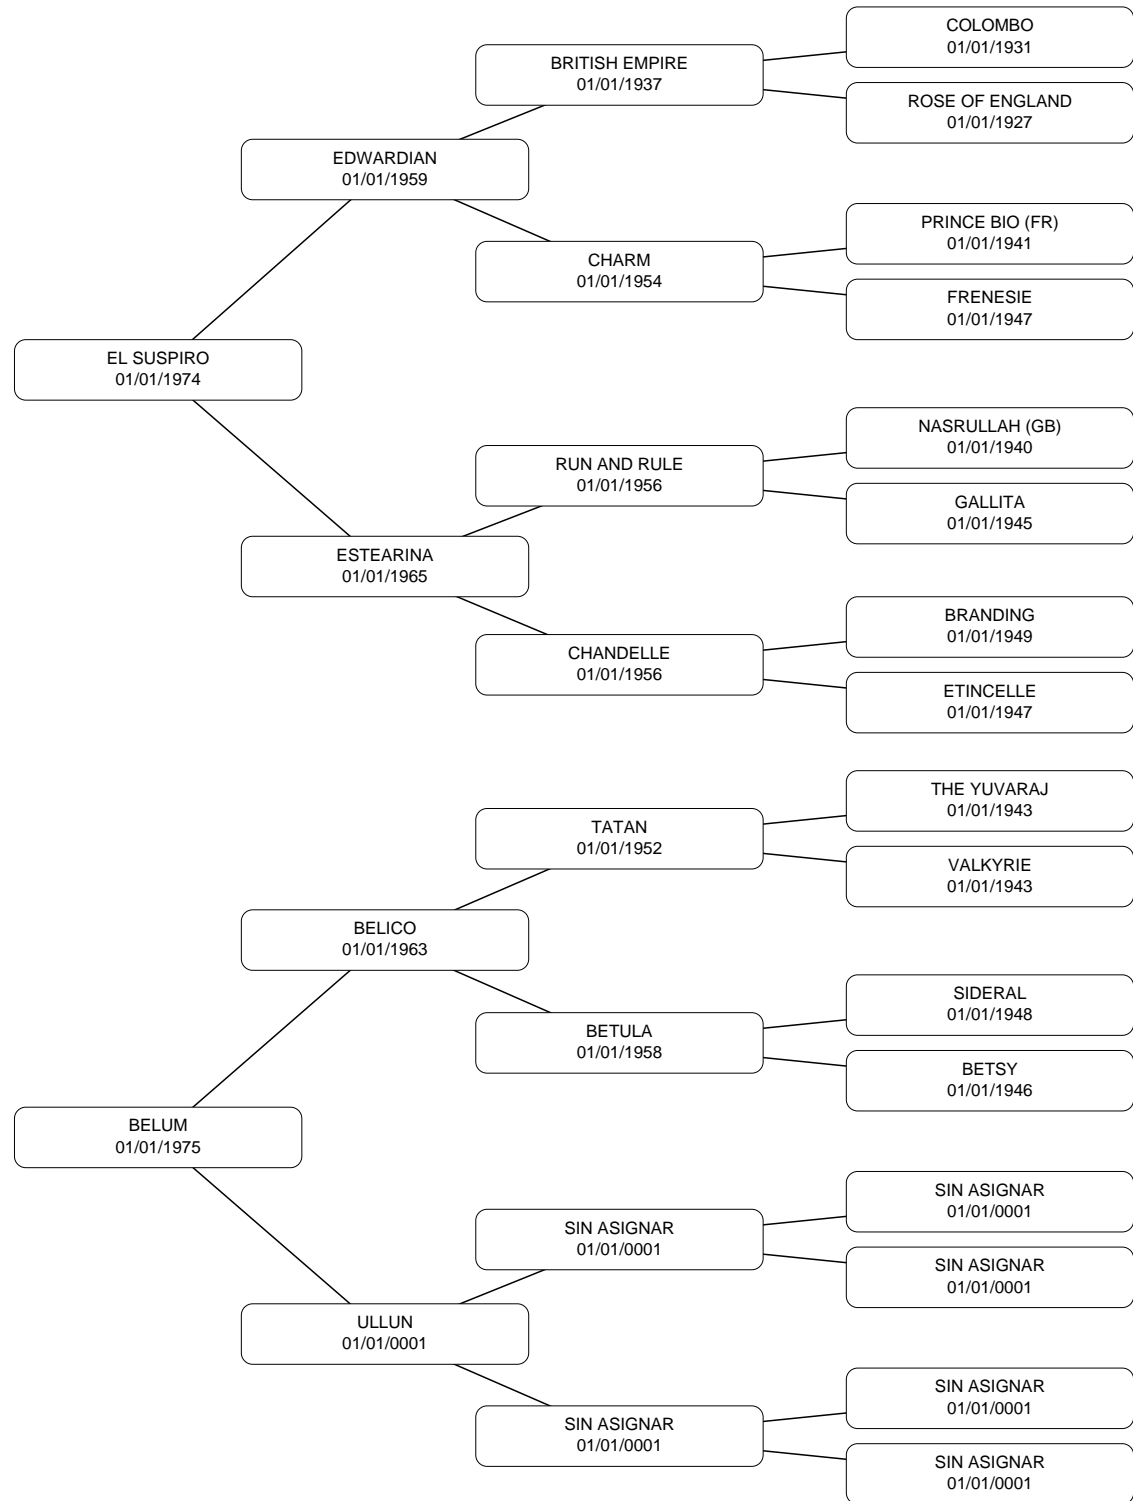 COLOMBO
01/01/1931
BRITISH EMPIRE
01/01/1937
ROSE OF ENGLAND
01/01/1927
EDWARDIAN
01/01/1959
PRINCE BIO (FR)
01/01/1941
CHARM
01/01/1954
FRENESIE
01/01/1947
EL SUSPIRO
01/01/1974
NASRULLAH (GB)
01/01/1940
RUN AND RULE
01/01/1956
GALLITA
01/01/1945
ESTEARINA
01/01/1965
BRANDING
01/01/1949
CHANDELLE
01/01/1956
ETINCELLE
01/01/1947
THE YUVARAJ
01/01/1943
TATAN
01/01/1952
VALKYRIE
01/01/1943
BELICO
01/01/1963
SIDERAL
01/01/1948
BETULA
01/01/1958
BETSY
01/01/1946
BELUM
01/01/1975
SIN ASIGNAR
01/01/0001
SIN ASIGNAR
01/01/0001
SIN ASIGNAR
01/01/0001
ULLUN
01/01/0001
SIN ASIGNAR
01/01/0001
SIN ASIGNAR
01/01/0001
SIN ASIGNAR
01/01/0001